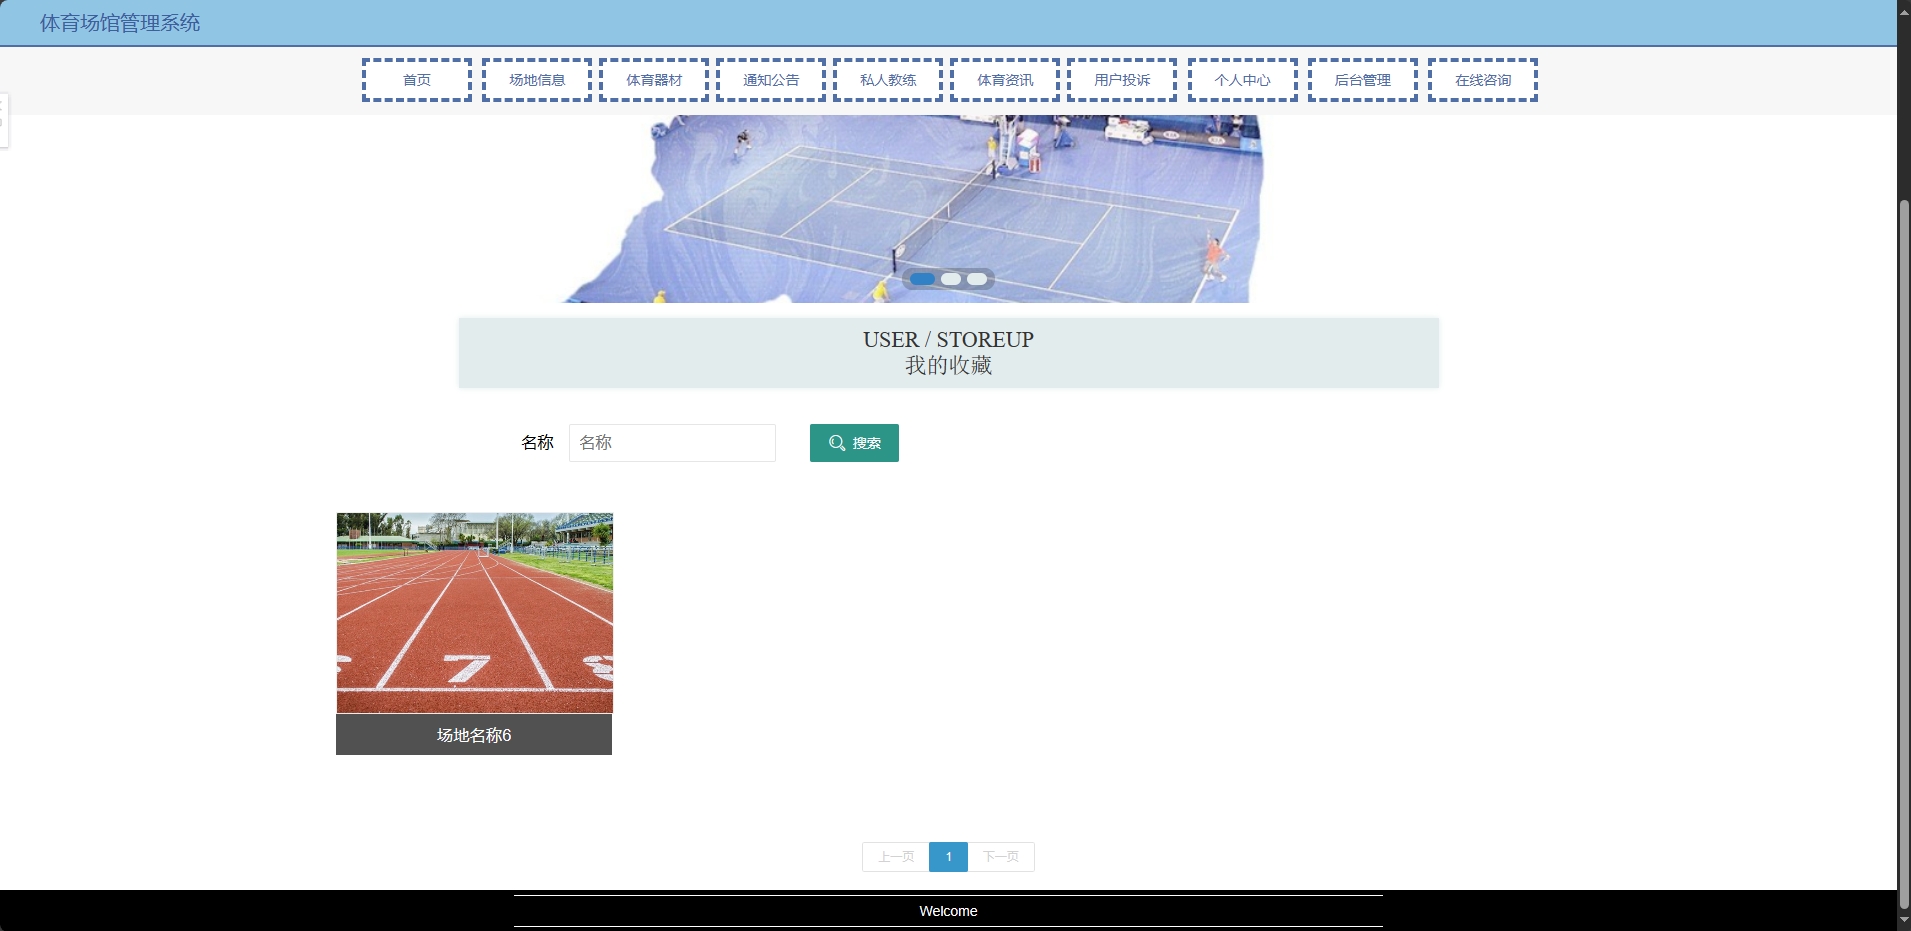 体育场馆管理系统
首页 场地信息 体育器材 通知公告 私人教练 体育资讯 用户投诉 个人中心 后台管理 在线咨询
USER / STOREUP
我的收藏
名称 名称 搜索
7
场地名称6
上一页 1 下一页
Welcome